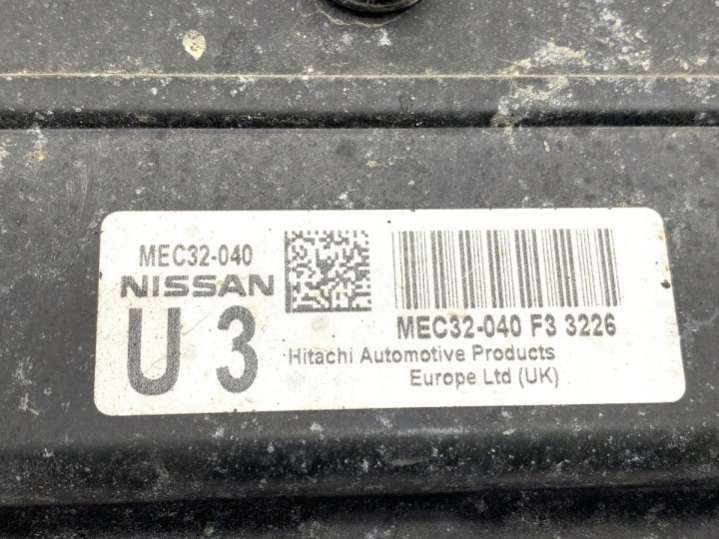 MEC32-040
NISSAN
U 3
MEC32-040 F3 3226
Hitachi Automotive Products
Europe Ltd (UK)